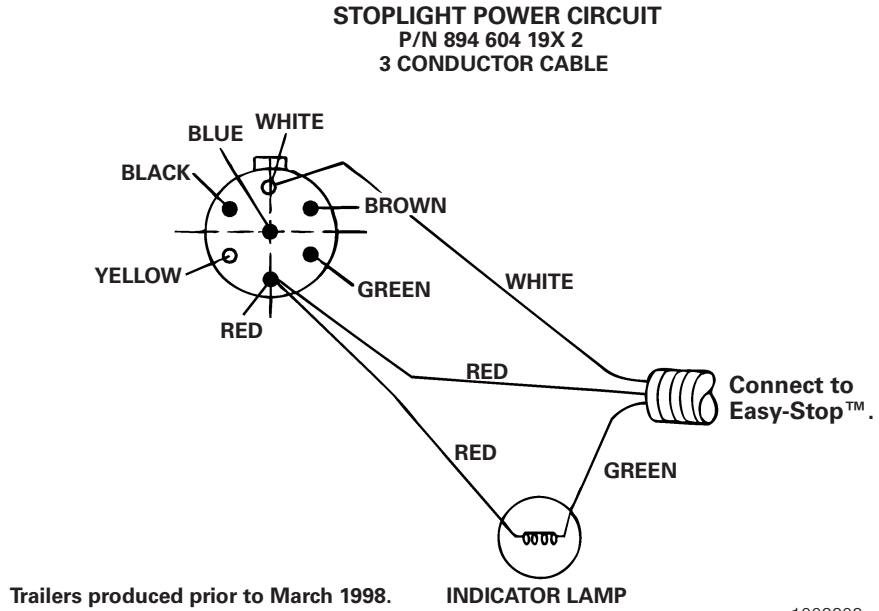 STOPLIGHT POWER CIRCUIT
P/N 894 604 19X 2
3 CONDUCTOR CABLE
WHITE
BLUE
BLACK
BROWN
YELLOW
GREEN
WHITE
RED
RED
Connect to
Easy-Stop™.
RED
GREEN
Trailers produced prior to March 1998.
INDICATOR LAMP